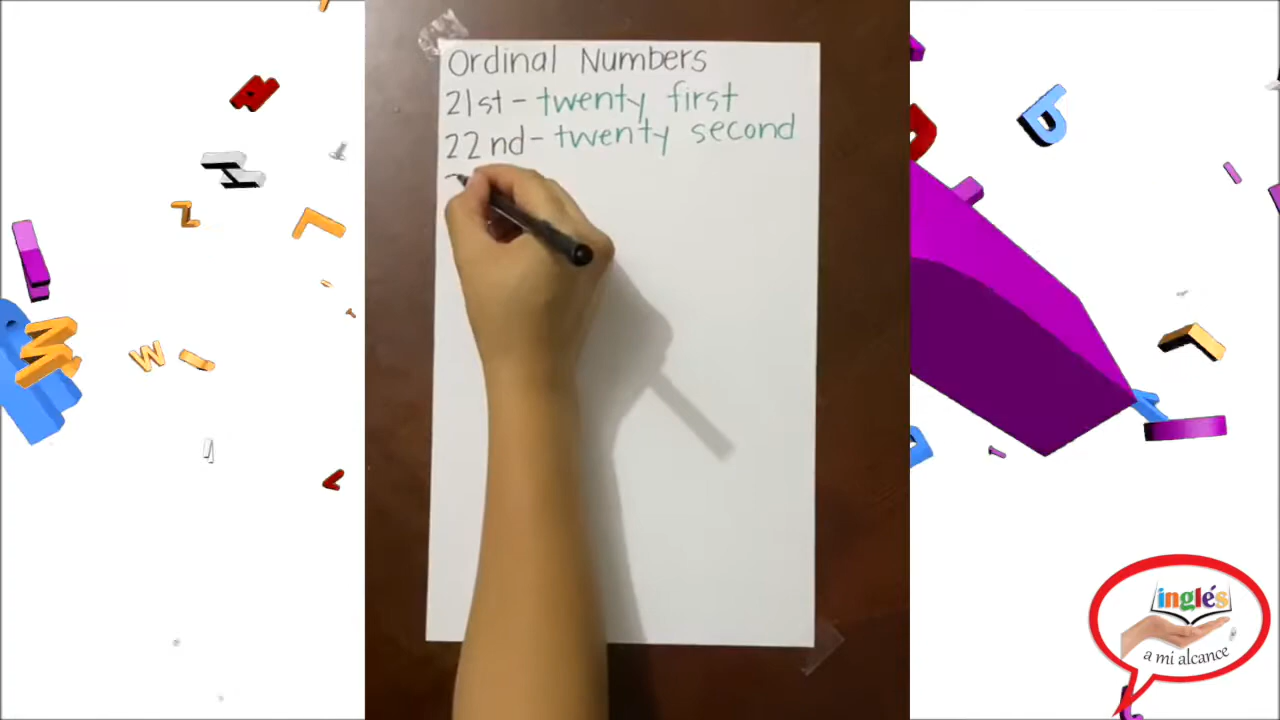 Ordinal Numbers
21st - twenty first
22nd - twenty second
inglés
a mi alcance